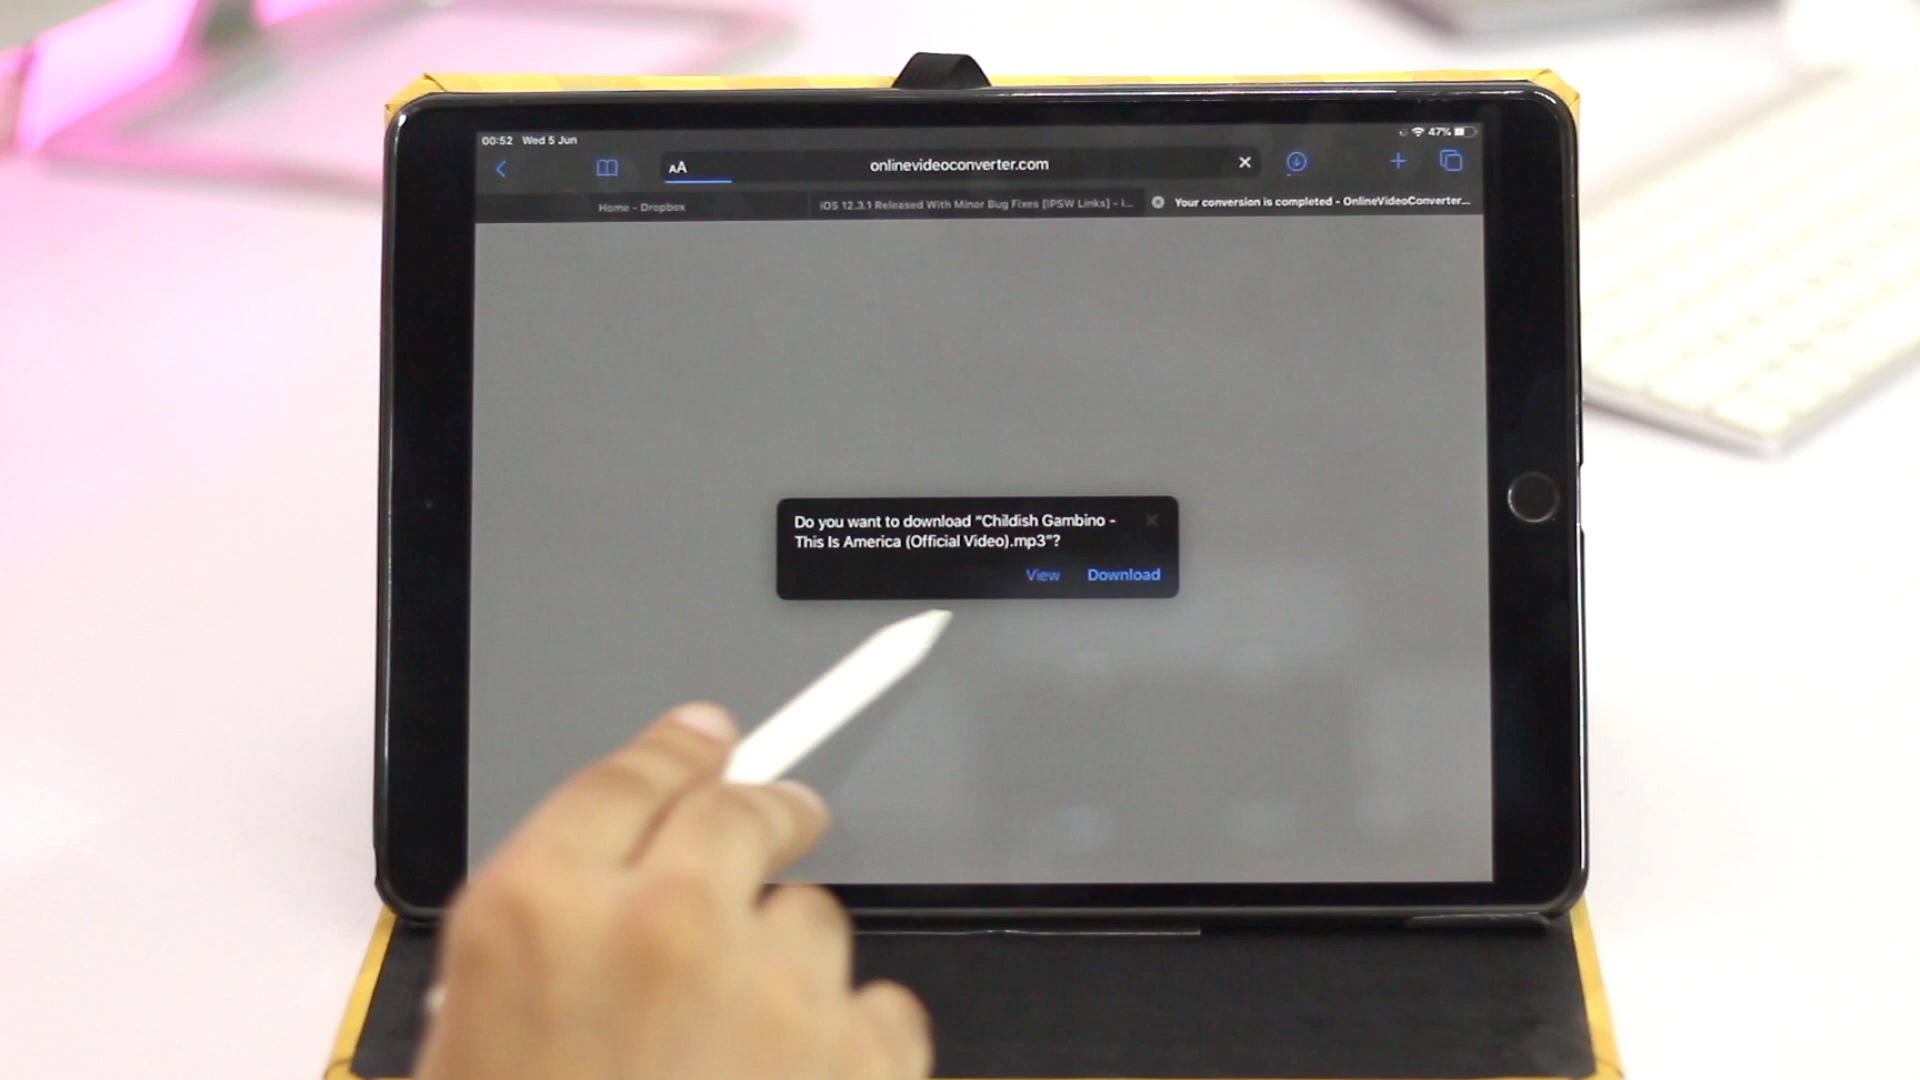 00:52 Wed 5 Jun
47%
AA
onlinevideoconverter.com
Home - Dropbox
iOS 12.3.1 Released With Minor Bug Fixes [IPSW Links] - i...
Your conversion is completed - OnlineVideoConverter...
Do you want to download "Childish Gambino -
This Is America (Official Video).mp3"?
View Download